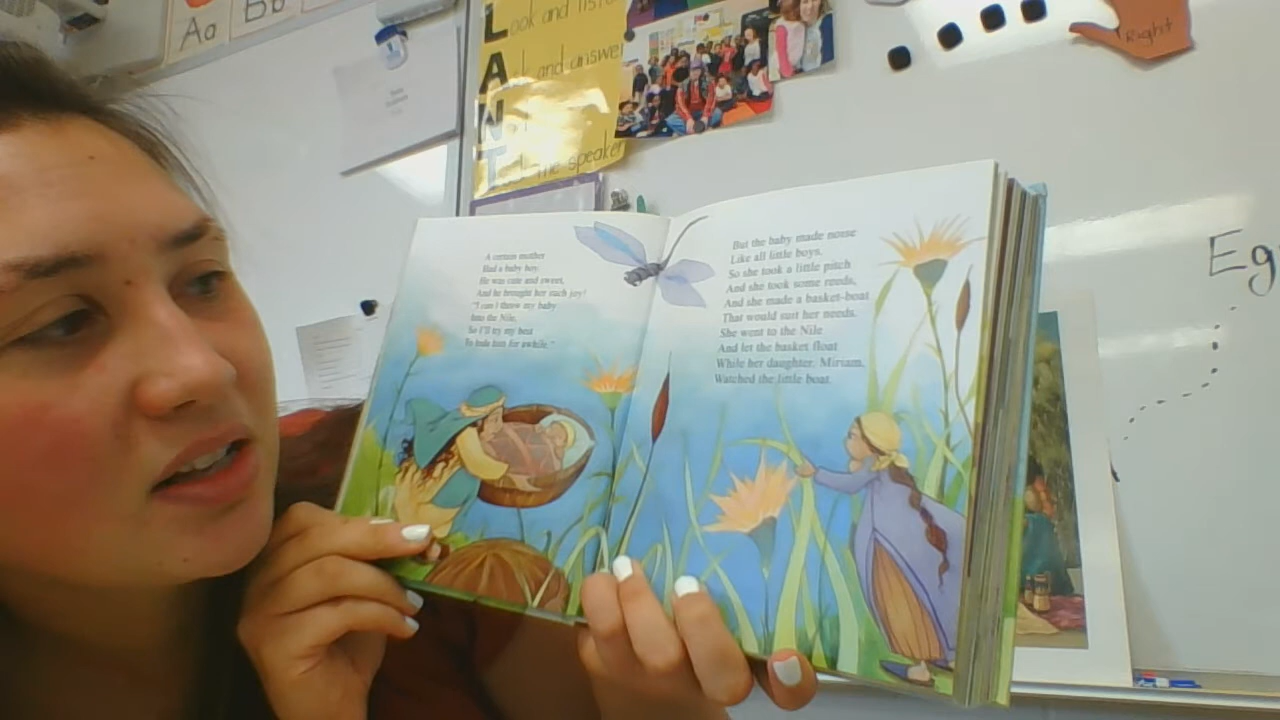 Aa
Bb
L
ook and listen
A
and answer
N
T
the speaker
Right
A certain mother
Had a baby boy.
He was cute and sweet,
And he brought her such joy!
"I can't throw my baby
Into the Nile,
So I'll try my best
To hide him for awhile."
But the baby made noise
Like all little boys.
So she took a little pitch
And she took some reeds,
And she made a basket-boat
That would suit her needs.
She went to the Nile
And let the basket float
While her daughter, Miriam,
Watched the little boat.
Eg